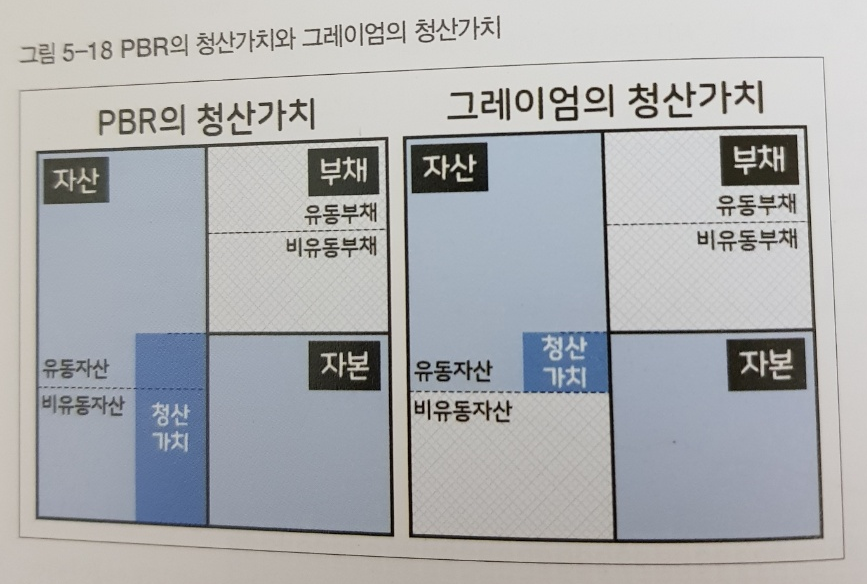 그림 5-18 PBR의 청산가치와 그레이엄의 청산가치
PBR의 청산가치
자산
부채
유동부채
비유동부채
유동자산
비유동자산
청산
가치
자본
그레이엄의 청산가치
자산
부채
유동부채
비유동부채
유동자산
비유동자산
청산
가치
자본